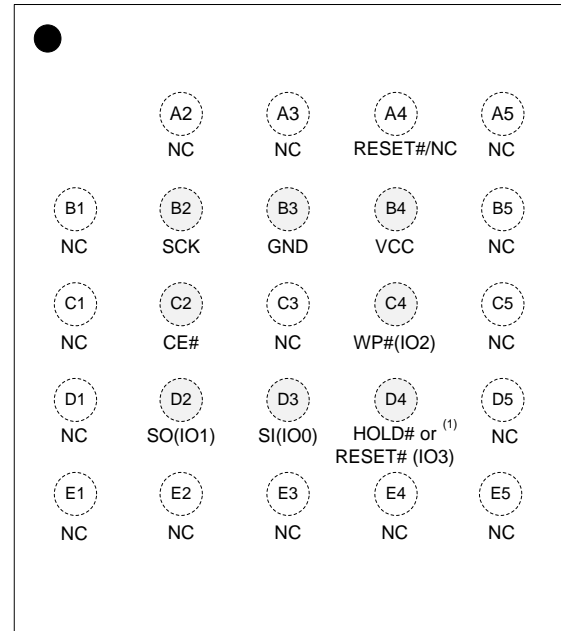 A2 A3 A4 A5
NC NC RESET#/NC NC
B1 B2 B3 B4 B5
NC SCK GND VCC NC
C1 C2 C3 C4 C5
NC CE# NC WP#(IO2) NC
D1 D2 D3 D4 D5
NC SO(IO1) SI(IO0) HOLD# or (1) NC
RESET# (IO3)
E1 E2 E3 E4 E5
NC NC NC NC NC